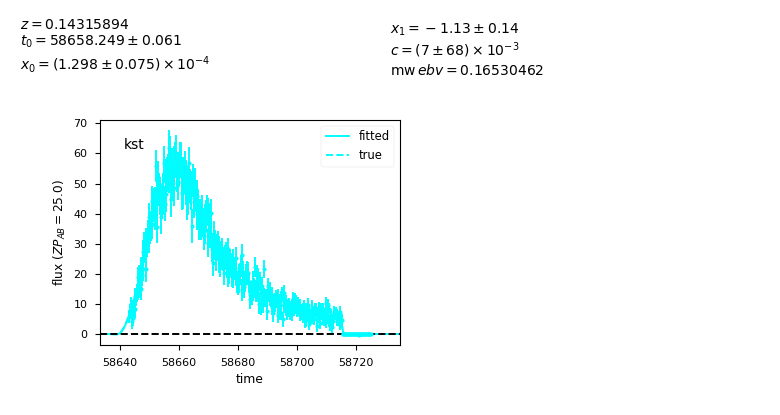 z = 0.14315894
t₀ = 58658.249 ± 0.061
x₀ = (1.298 ± 0.075) × 10⁻⁴
x₁ = −1.13 ± 0.14
c = (7 ± 68) × 10⁻³
mw ebv = 0.16530462
kst
fitted
true
flux (ZP_AB = 25.0)
70
60
50
40
30
20
10
0
58640 58660 58680 58700 58720
time